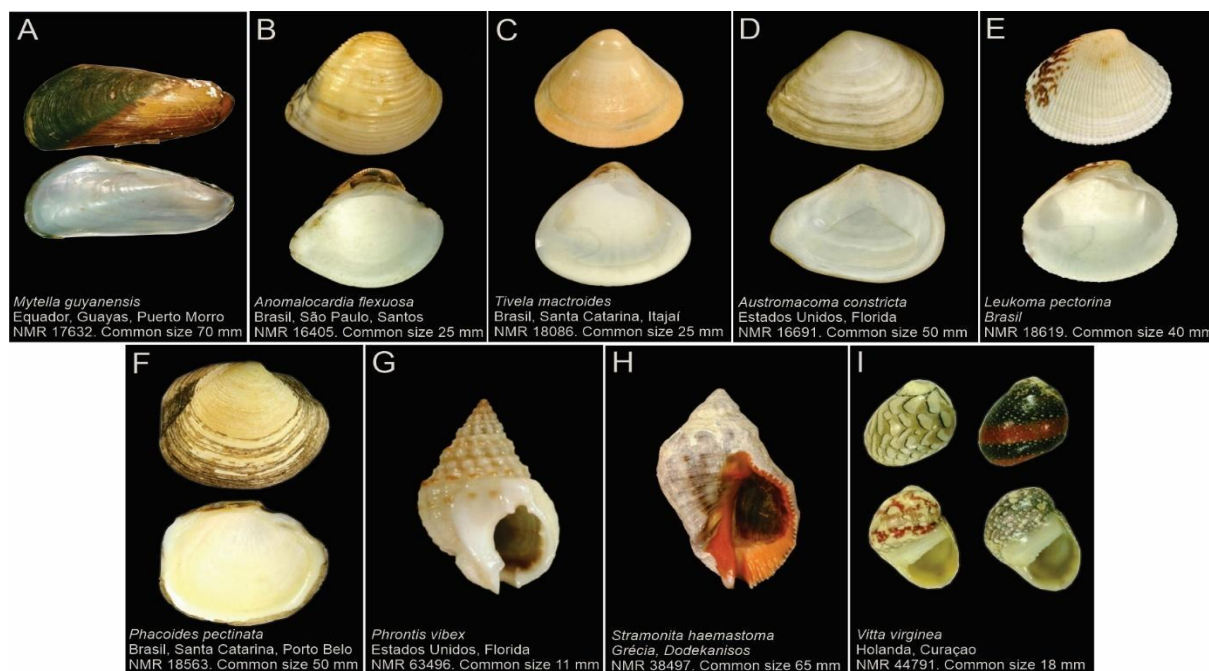 A
Mytella guyanensis
Equador, Guayas, Puerto Morro
NMR 17632. Common size 70 mm
B
Anomalocardia flexuosa
Brasil, São Paulo, Santos
NMR 16405. Common size 25 mm
C
Tivela mactroides
Brasil, Santa Catarina, Itajaí
NMR 18086. Common size 25 mm
D
Austromacoma constricta
Estados Unidos, Florida
NMR 16691. Common size 50 mm
E
Leukoma pectorina
Brasil
NMR 18619. Common size 40 mm
F
Phacoides pectinata
Brasil, Santa Catarina, Porto Belo
NMR 18563. Common size 50 mm
G
Phrontis vibex
Estados Unidos, Florida
NMR 63496. Common size 11 mm
H
Stramonita haemastoma
Grécia, Dodekanisos
NMR 38497. Common size 65 mm
I
Vitta virginea
Holanda, Curaçao
NMR 44791. Common size 18 mm